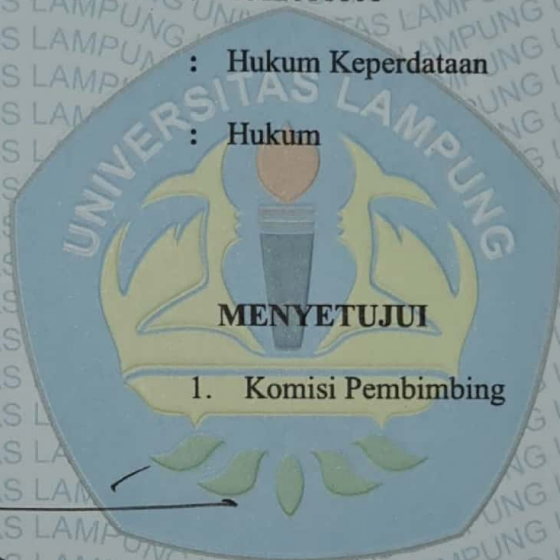 : Hukum Keperdataan
: Hukum
UNIVERSITAS LAMPUNG
MENYETUJUI
1. Komisi Pembimbing